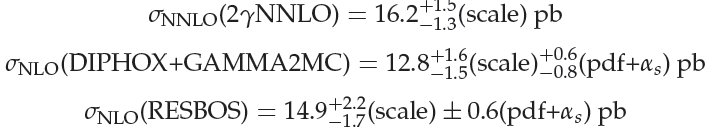 σNNLO(2γNNLO) = 16.2+1.5−1.3(scale) pb
σNLO(DIPHOX+GAMMA2MC) = 12.8+1.6−1.5(scale)+0.6−0.8(pdf+αs) pb
σNLO(RESBOS) = 14.9+2.2−1.7(scale) ± 0.6(pdf+αs) pb